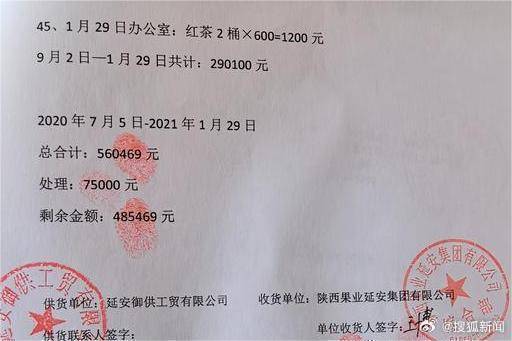 45、1 月 29 日办公室：红茶 2 桶×600=1200 元
9 月 2 日—1 月 29 日共计：290100 元
2020 年 7 月 5 日-2021 年 1 月 29 日
总合计：560469 元
处理：75000 元
剩余金额：485469 元
供货单位：延安御供工贸有限公司 收货单位：陕西果业延安集团有限公司
供货联系人签字： 单位收货人签字：
延安御供工贸有
果业延安集团有限公司
@搜狐新闻